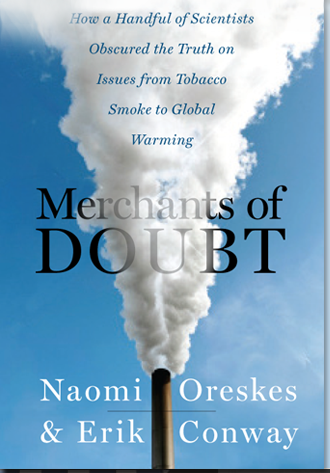 How a Handful of Scientists
Obscured the Truth on
Issues from Tobacco
Smoke to Global
Warming
Merchants of
DOUBT
Naomi Oreskes
& Erik Conway